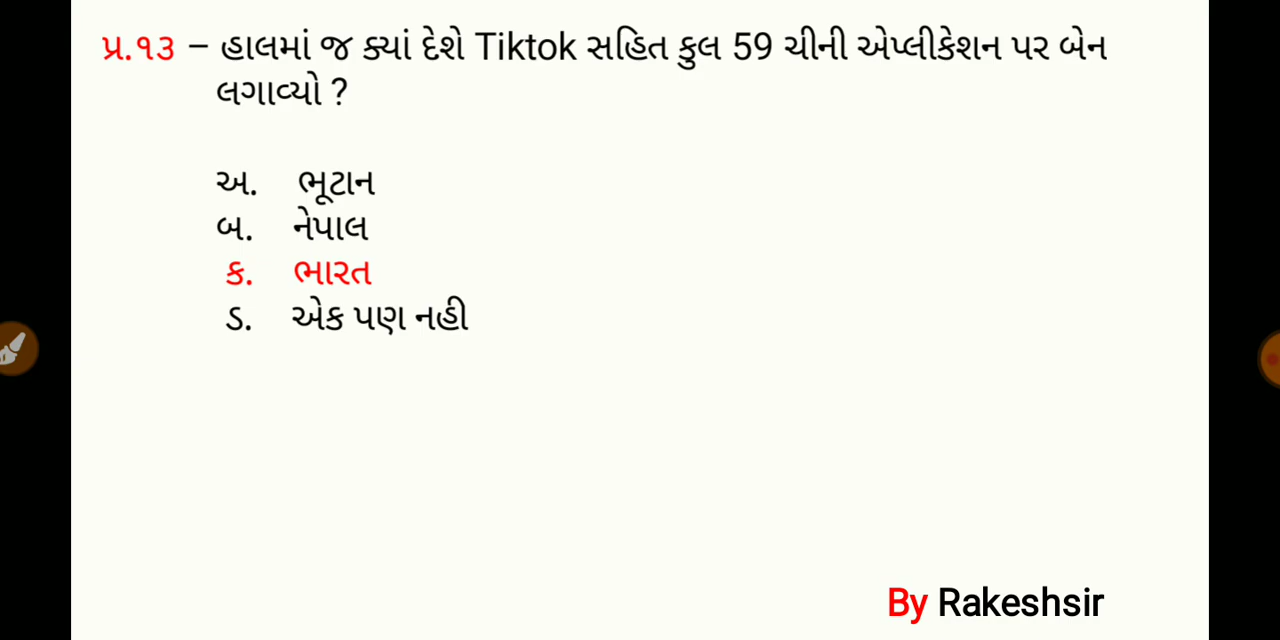 પ્ર.૧૩ – હાલમાં જ ક્યાં દેશે Tiktok સહિત કુલ 59 ચીની એપ્લીકેશન પર બેન
લગાવ્યો ?
અ. ભૂટાન
બ. નેપાલ
ક. ભારત
ડ. એક પણ નહી
By Rakeshsir